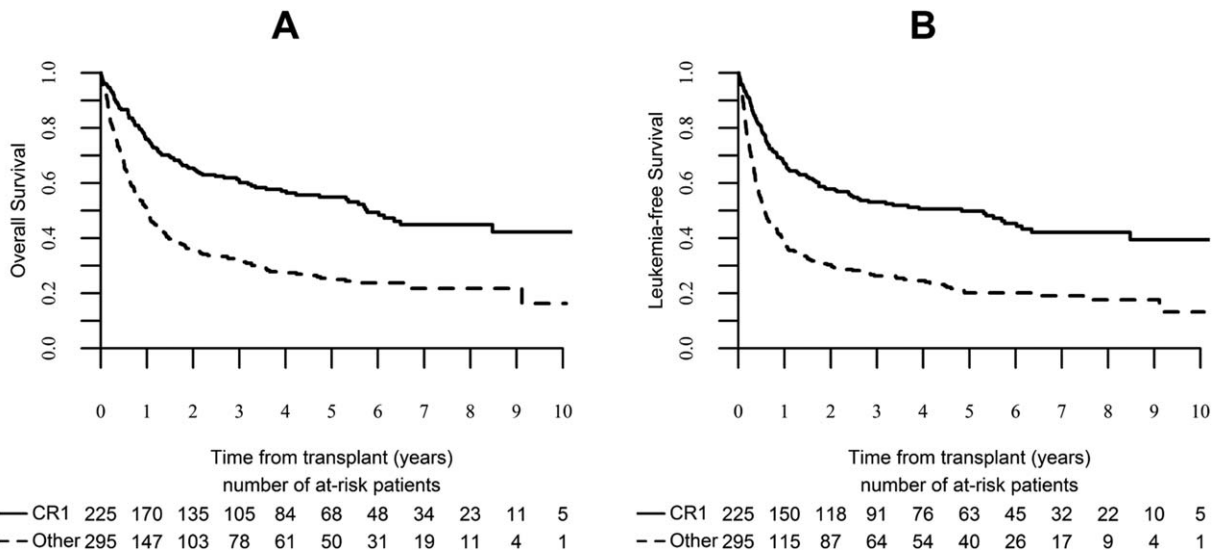 A
Overall Survival
1.0
0.8
0.6
0.4
0.2
0.0
0 1 2 3 4 5 6 7 8 9 10
Time from transplant (years)
number of at-risk patients
CR1 225 170 135 105 84 68 48 34 23 11 5
Other 295 147 103 78 61 50 31 19 11 4 1
B
Leukemia-free Survival
1.0
0.8
0.6
0.4
0.2
0.0
0 1 2 3 4 5 6 7 8 9 10
Time from transplant (years)
number of at-risk patients
CR1 225 150 118 91 76 63 45 32 22 10 5
Other 295 115 87 64 54 40 26 17 9 4 1